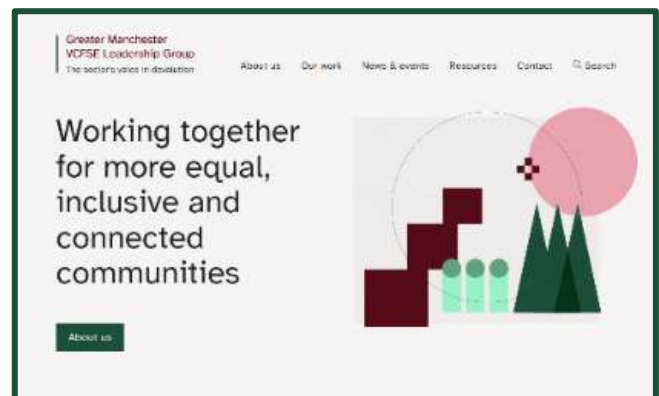 Greater Manchester
VCFSE Leadership Group
The sector's voice in devolution
About us Our work News & events Resources Contact Search
Working together
for more equal,
inclusive and
connected
communities
About us